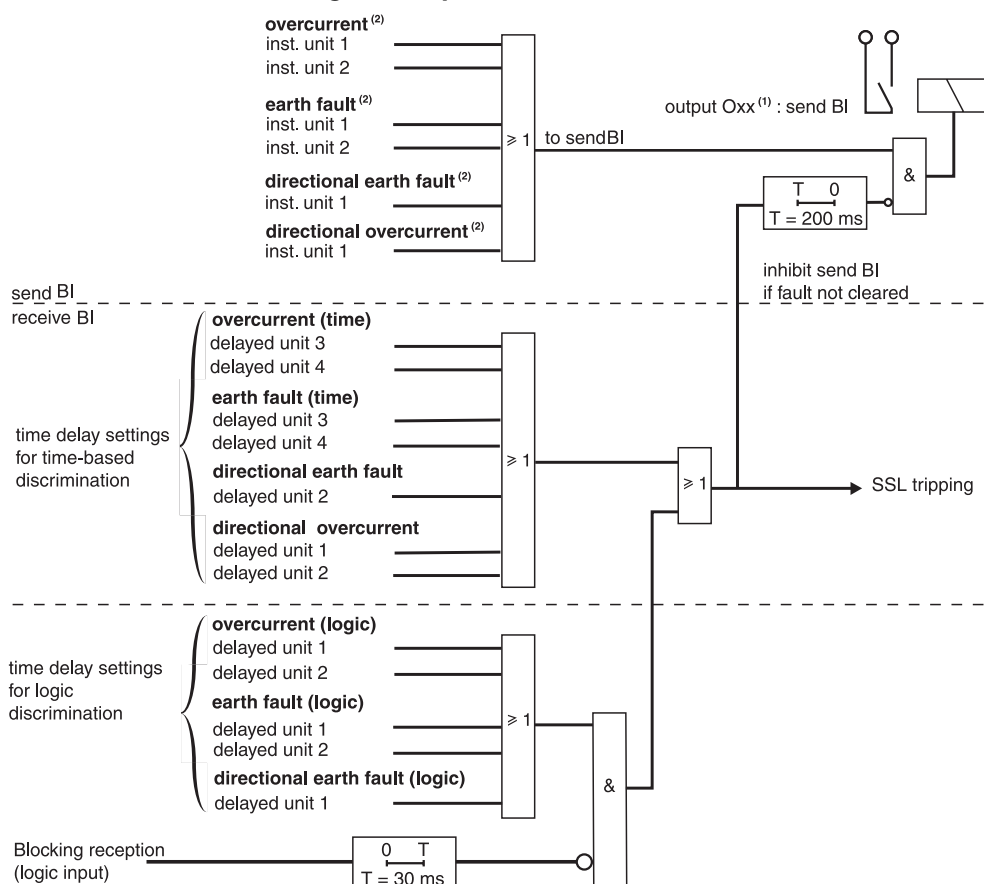 overcurrent (2)
inst. unit 1
inst. unit 2
earth fault (2)
inst. unit 1
inst. unit 2
directional earth fault (2)
inst. unit 1
directional overcurrent (2)
inst. unit 1
≥ 1
to sendBI
output Oxx (1) : send BI
&
T 0
T = 200 ms
inhibit send BI
if fault not cleared
send BI
receive BI
time delay settings
for time-based
discrimination
overcurrent (time)
delayed unit 3
delayed unit 4
earth fault (time)
delayed unit 3
delayed unit 4
directional earth fault
delayed unit 2
directional overcurrent
delayed unit 1
delayed unit 2
≥ 1
≥ 1
SSL tripping
time delay settings
for logic
discrimination
overcurrent (logic)
delayed unit 1
delayed unit 2
earth fault (logic)
delayed unit 1
delayed unit 2
directional earth fault (logic)
delayed unit 1
≥ 1
&
Blocking reception
(logic input)
0 T
T = 30 ms